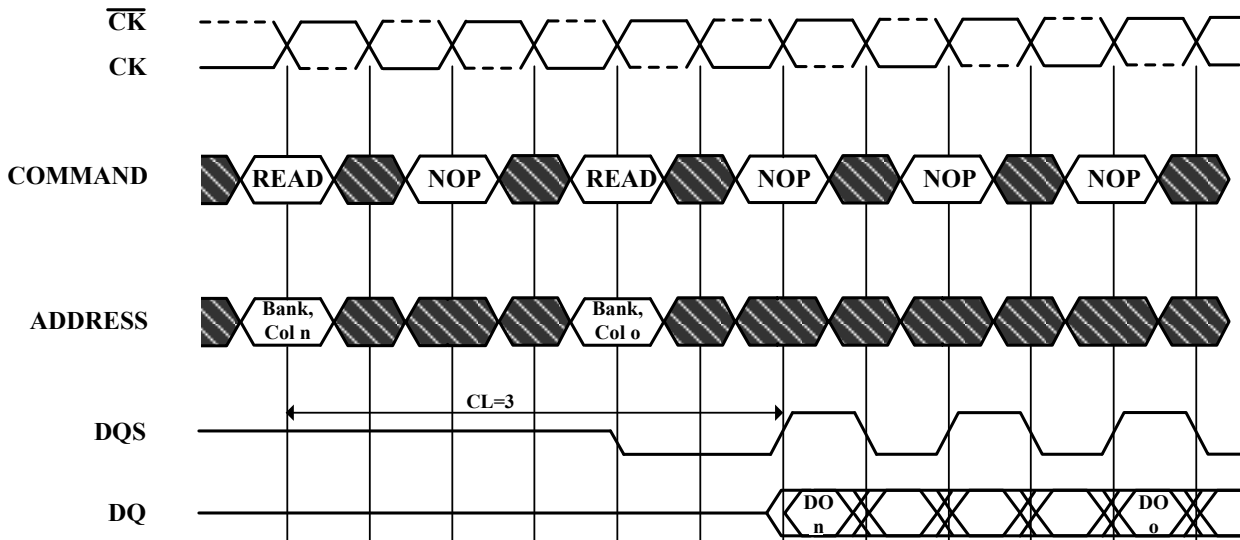 CK
CK
COMMAND READ NOP READ NOP NOP NOP
ADDRESS Bank, Col n Bank, Col o
CL=3
DQS
DQ DO n DO o